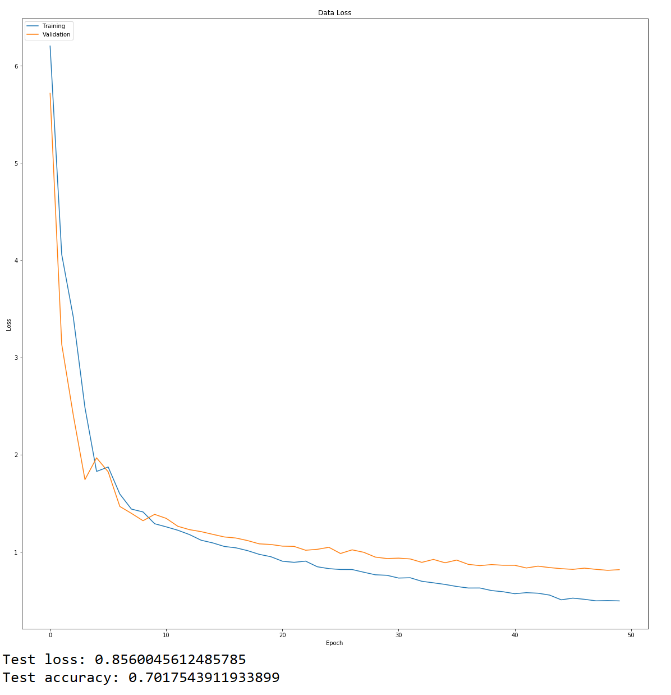 Data Loss
Training
Validation
6
5
4
3
2
1
Loss
0 10 20 30 40 50
Epoch
Test loss: 0.8560045612485785
Test accuracy: 0.7017543911933899